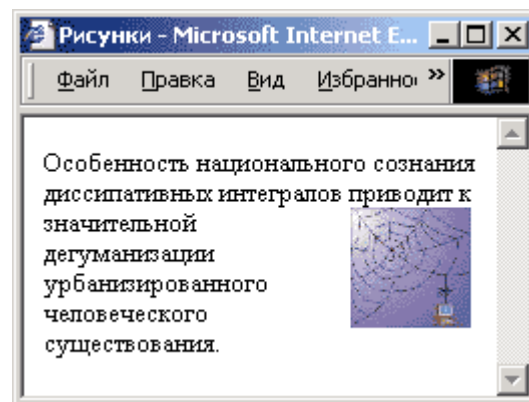 Рисунки - Microsoft Internet E...
Файл Правка Вид Избранно »
Особенность национального сознания
диссипативных интегралов приводит к
значительной
дегуманизации
урбанизированного
человеческого
существования.